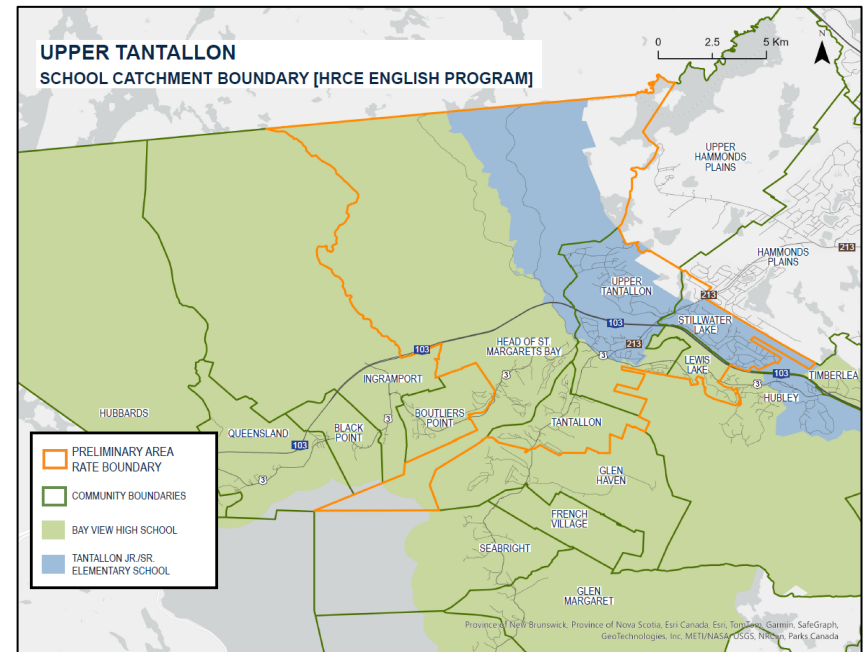 UPPER TANTALLON
SCHOOL CATCHMENT BOUNDARY [HRCE ENGLISH PROGRAM]
0 2.5 5 Km
N
UPPER
HAMMONDS
PLAINS
HAMMONDS
PLAINS
213
UPPER
TANTALLON
213
STILLWATER
LAKE
103
HEAD OF ST.
MARGARETS BAY
213
103
3
LEWIS
LAKE
103
TIMBERLEA
INGRAMPORT
3
3
HUBLEY
HUBBARDS
QUEENSLAND
103
BLACK
POINT
3
BOUTLIERS
POINT
TANTALLON
3
GLEN
HAVEN
FRENCH
VILLAGE
SEABRIGHT
GLEN
MARGARET
PRELIMINARY AREA
RATE BOUNDARY
COMMUNITY BOUNDARIES
BAY VIEW HIGH SCHOOL
TANTALLON JR./SR.
ELEMENTARY SCHOOL
Province of New Brunswick, Province of Nova Scotia, Esri Canada, Esri, TomTom, Garmin, SafeGraph,
GeoTechnologies, Inc, METI/NASA, USGS, NRCan, Parks Canada